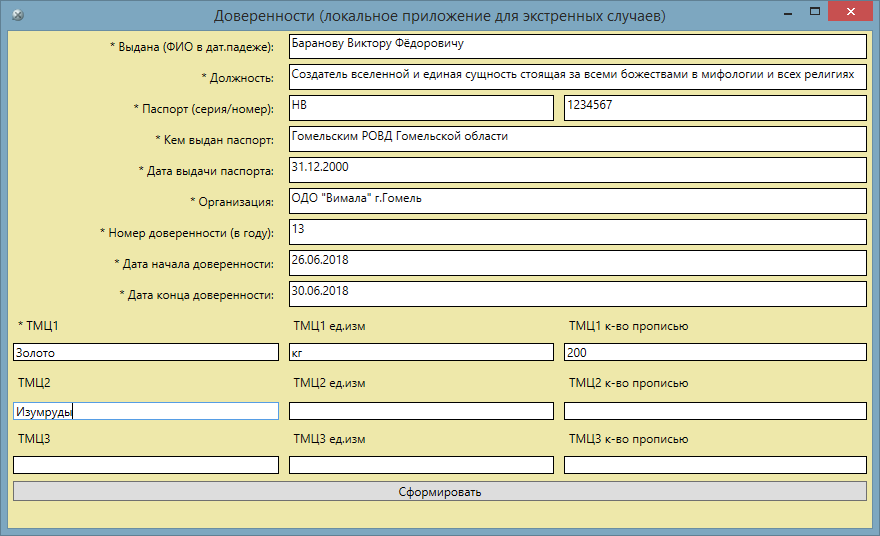 Доверенности (локальное приложение для экстренных случаев)
* Выдана (ФИО в дат.падеже): Баранову Виктору Фёдоровичу
* Должность: Создатель вселенной и единая сущность стоящая за всеми божествами в мифологии и всех религиях
* Паспорт (серия/номер): НВ 1234567
* Кем выдан паспорт: Гомельским РОВД Гомельской области
* Дата выдачи паспорта: 31.12.2000
* Организация: ОДО "Вимала" г.Гомель
* Номер доверенности (в году): 13
* Дата начала доверенности: 26.06.2018
* Дата конца доверенности: 30.06.2018
* ТМЦ1 ТМЦ1 ед.изм ТМЦ1 к-во прописью
Золото кг 200
ТМЦ2 ТМЦ2 ед.изм ТМЦ2 к-во прописью
Изумруды
ТМЦ3 ТМЦ3 ед.изм ТМЦ3 к-во прописью
Сформировать